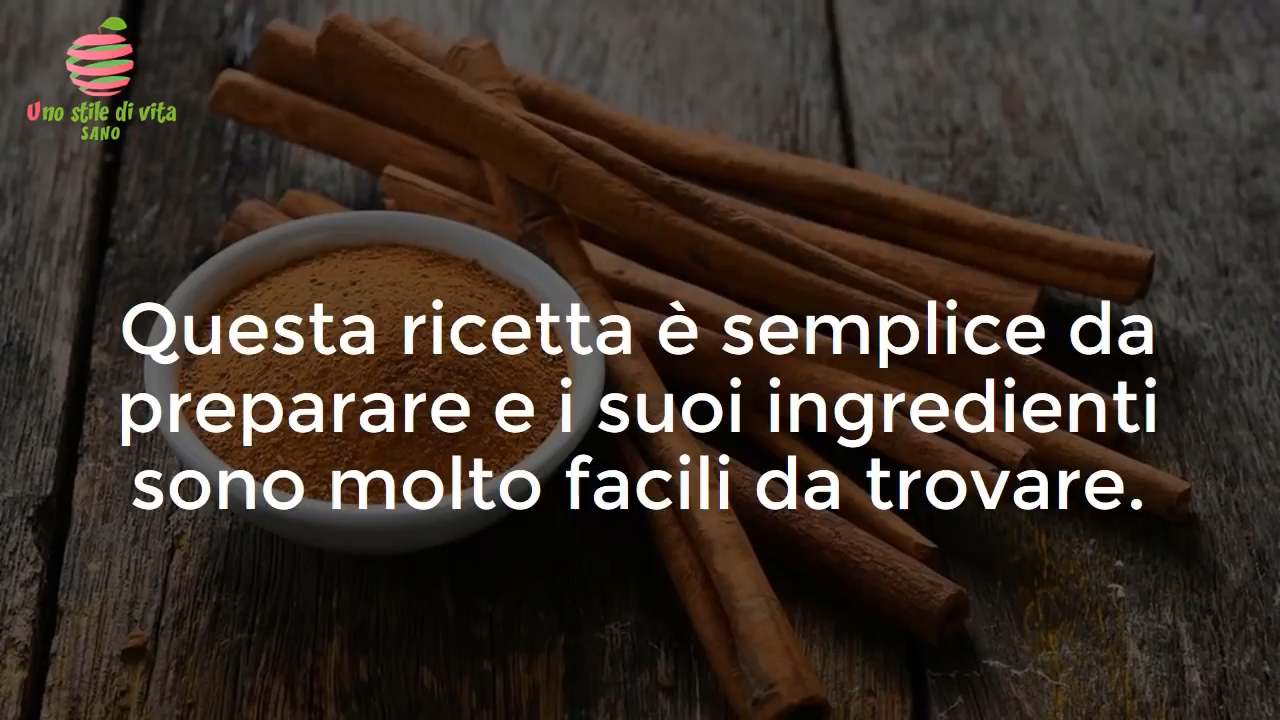 Uno stile di vita
SANO
Questa ricetta è semplice da
preparare e i suoi ingredienti
sono molto facili da trovare.